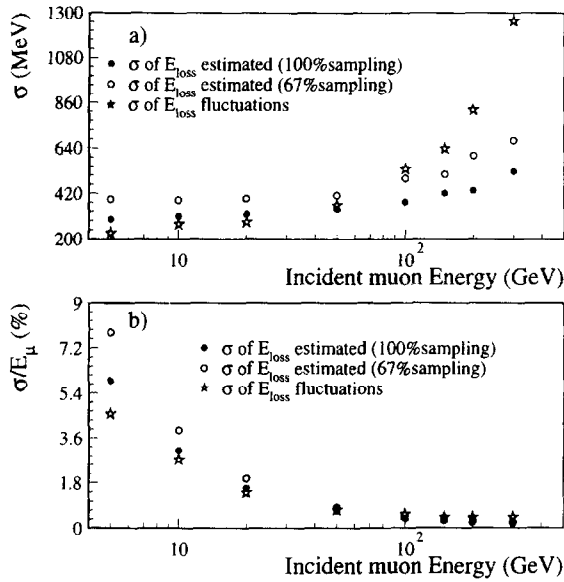 1300
1080
860
640
420
200
σ (MeV)
a)
σ of E_loss estimated (100%sampling)
σ of E_loss estimated (67%sampling)
σ of E_loss fluctuations
10
10²
Incident muon Energy (GeV)
9
7.2
5.4
3.6
1.8
0
σ/E_μ (%)
b)
σ of E_loss estimated (100%sampling)
σ of E_loss estimated (67%sampling)
σ of E_loss fluctuations
10
10²
Incident muon Energy (GeV)